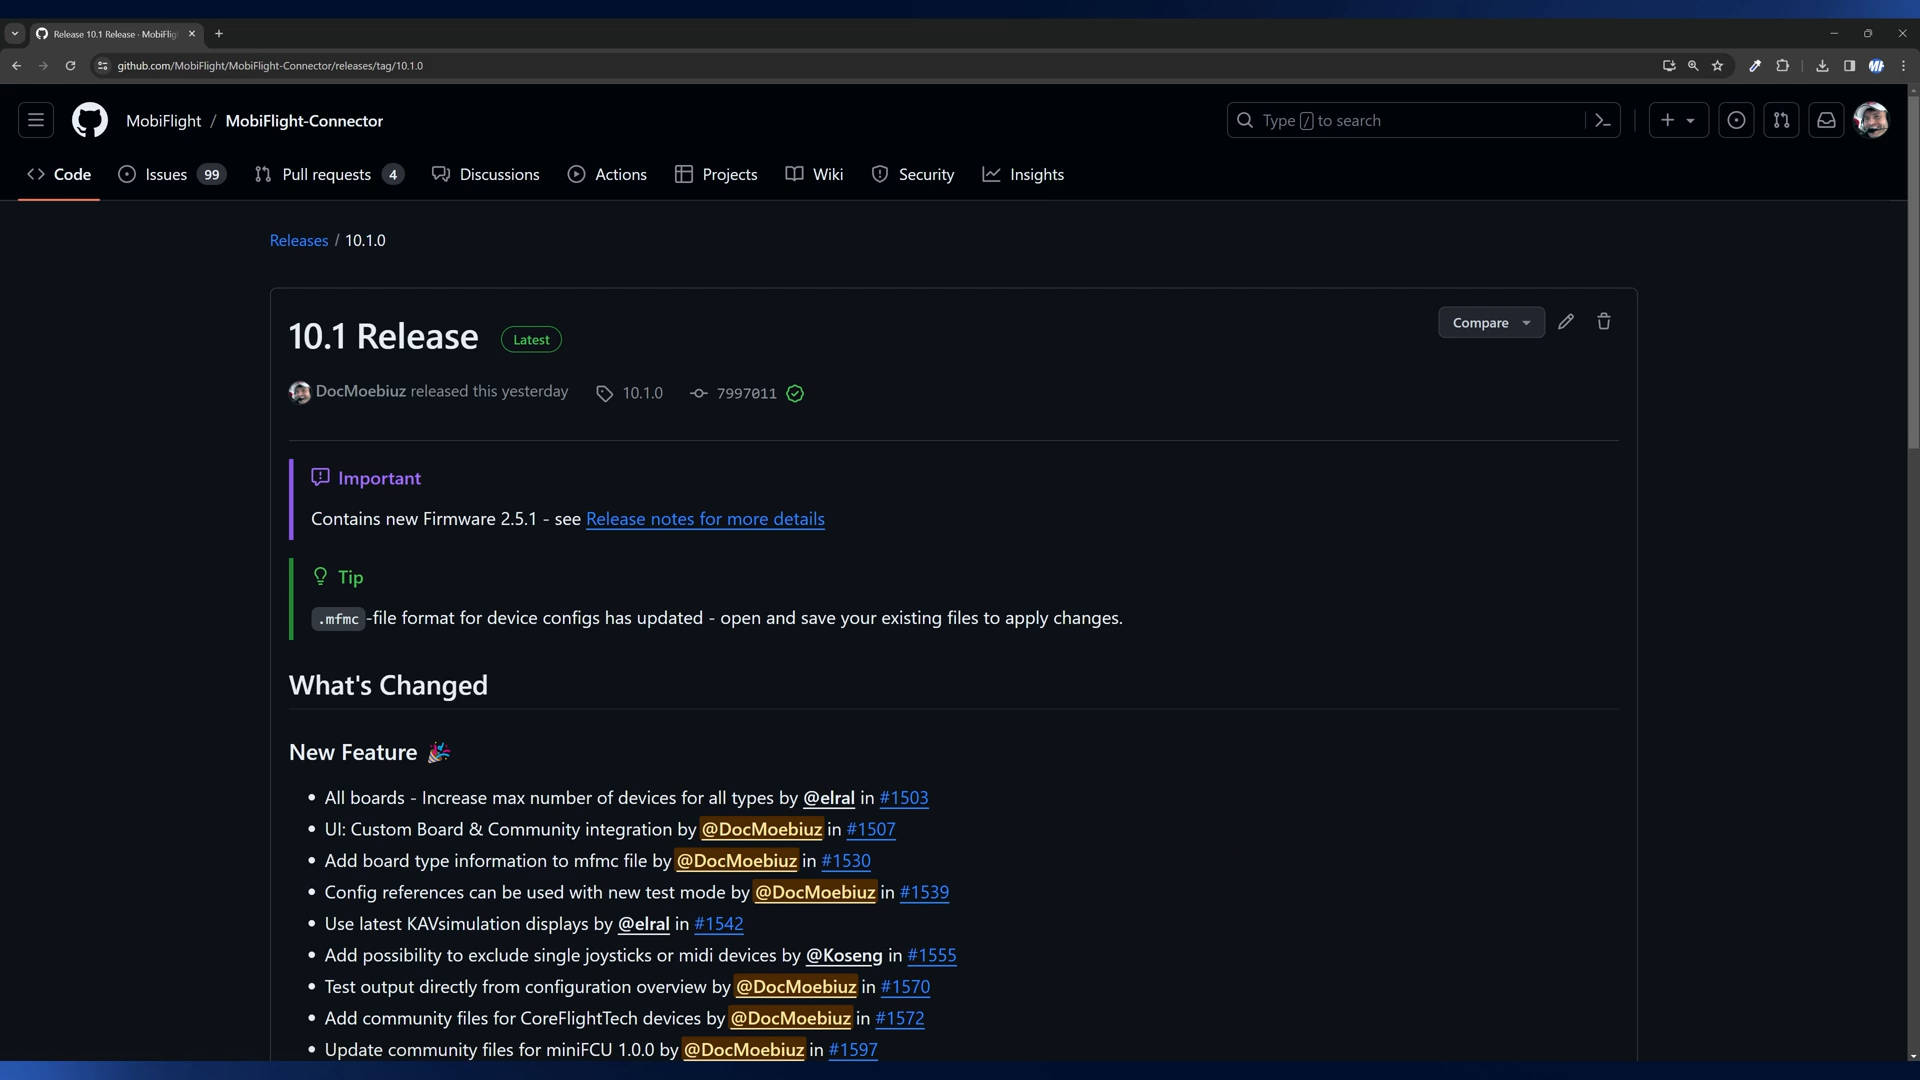 Release 10.1 Release · MobiFlig
github.com/MobiFlight/MobiFlight-Connector/releases/tag/10.1.0
MobiFlight / MobiFlight-Connector
Type / to search
Code
Issues 99
Pull requests 4
Discussions
Actions
Projects
Wiki
Security
Insights
Releases / 10.1.0
10.1 Release Latest
Compare
DocMoebiuz released this yesterday 10.1.0 7997011
Important
Contains new Firmware 2.5.1 - see Release notes for more details
Tip
.mfmc-file format for device configs has updated - open and save your existing files to apply changes.
What's Changed
New Feature 🎉
• All boards - Increase max number of devices for all types by @elral in #1503
• UI: Custom Board & Community integration by @DocMoebiuz in #1507
• Add board type information to mfmc file by @DocMoebiuz in #1530
• Config references can be used with new test mode by @DocMoebiuz in #1539
• Use latest KAVsimulation displays by @elral in #1542
• Add possibility to exclude single joysticks or midi devices by @Koseng in #1555
• Test output directly from configuration overview by @DocMoebiuz in #1570
• Add community files for CoreFlightTech devices by @DocMoebiuz in #1572
• Update community files for miniFCU 1.0.0 by @DocMoebiuz in #1597